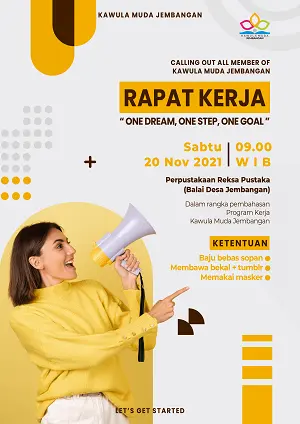 KAWULA MUDA JEMBANGAN
CALLING OUT ALL MEMBER OF
KAWULA MUDA JEMBANGAN
RAPAT KERJA
“ ONE DREAM, ONE STEP, ONE GOAL ”
Sabtu
20 Nov 2021
09.00
WIB
Perpustakaan Reksa Pustaka
(Balai Desa Jembangan)
Dalam rangka pembahasan
Program Kerja
Kawula Muda Jembangan
KETENTUAN
Baju bebas sopan
Membawa bekal + tumblr
Memakai masker
LET'S GET STARTED